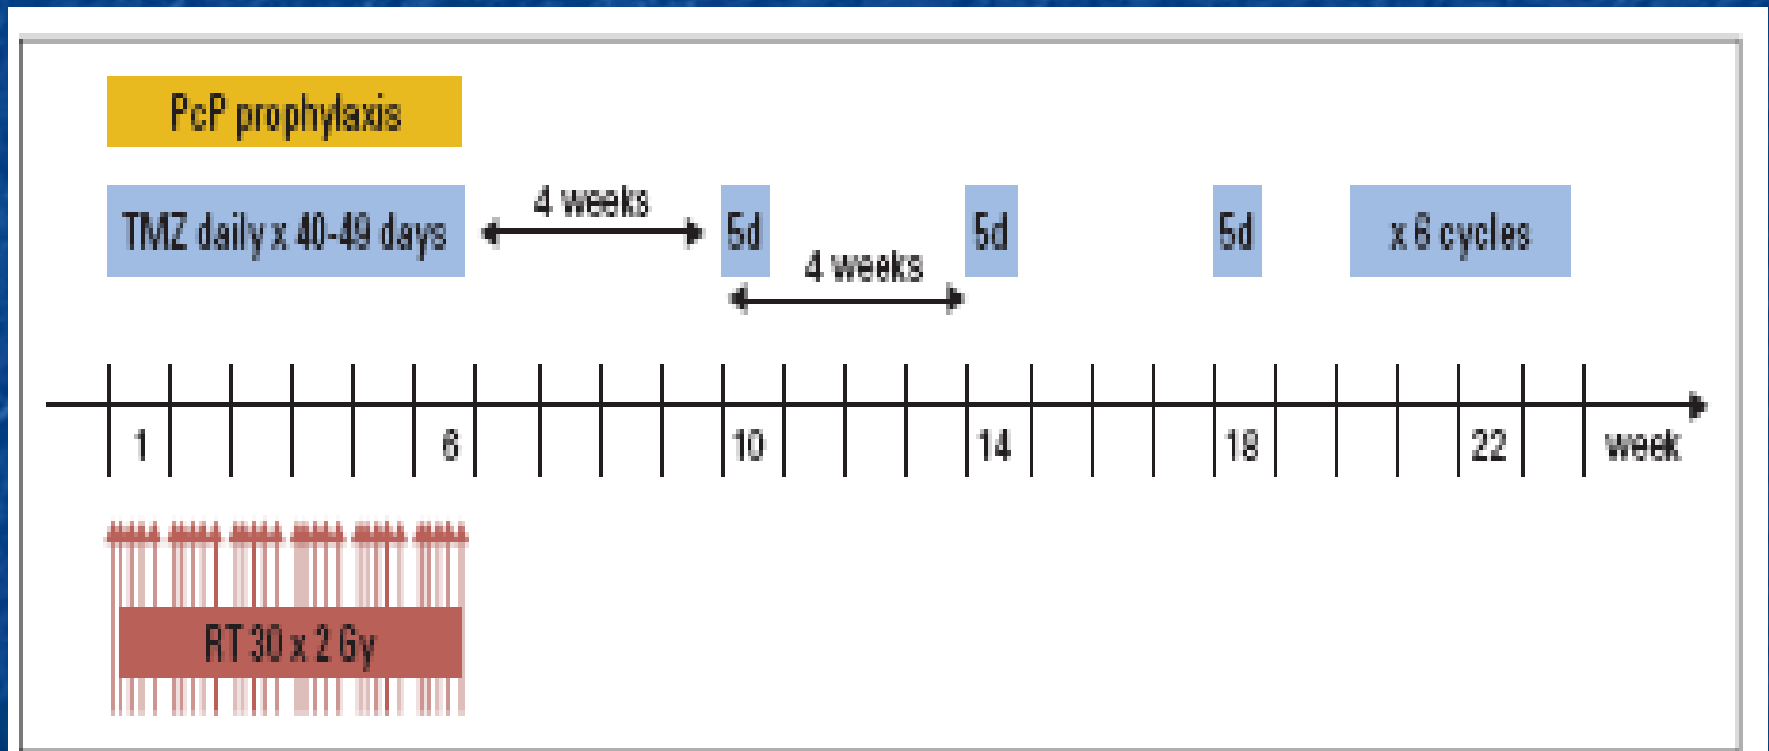 PcP prophylaxis
TMZ daily x 40-49 days
4 weeks
5d
4 weeks
5d
5d
x 6 cycles
1 6 10 14 18 22 week
RT 30 x 2 Gy